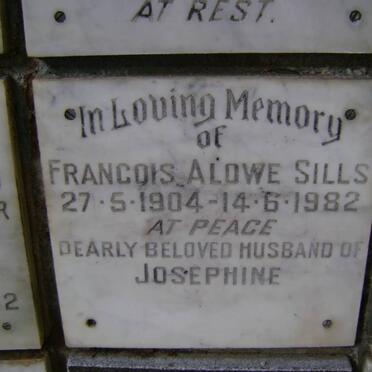 AT REST.
In Loving Memory
of
FRANCOIS ALOWE SILLS
27·5·1904-14·6·1982
AT PEACE
DEARLY BELOVED HUSBAND OF
JOSEPHINE
R
2